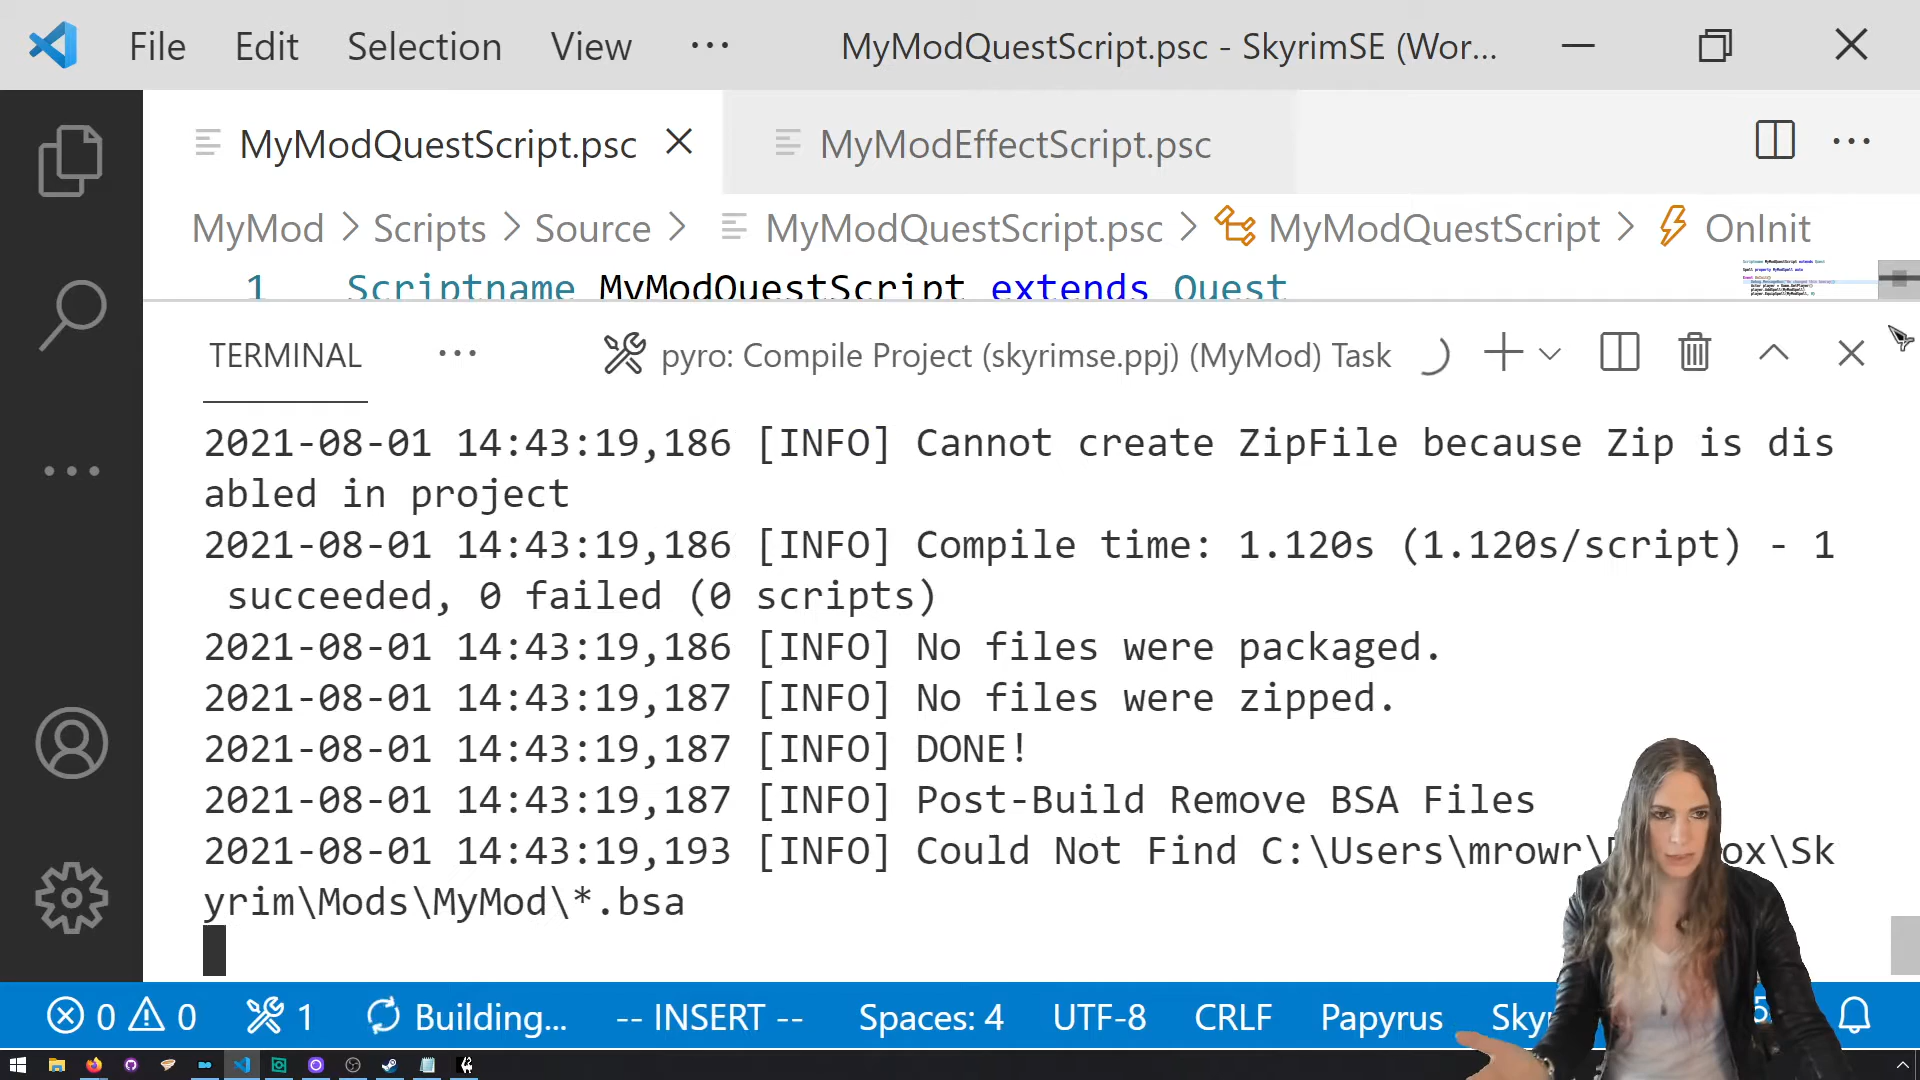 File Edit Selection View ··· MyModQuestScript.psc - SkyrimSE (Wor...
MyModQuestScript.psc MyModEffectScript.psc
MyMod > Scripts > Source > MyModQuestScript.psc > MyModQuestScript > OnInit
1 Scriptname MyModQuestScript extends Quest
TERMINAL ··· pyro: Compile Project (skyrimse.ppj) (MyMod) Task
2021-08-01 14:43:19,186 [INFO] Cannot create ZipFile because Zip is dis
abled in project
2021-08-01 14:43:19,186 [INFO] Compile time: 1.120s (1.120s/script) - 1
succeeded, 0 failed (0 scripts)
2021-08-01 14:43:19,186 [INFO] No files were packaged.
2021-08-01 14:43:19,187 [INFO] No files were zipped.
2021-08-01 14:43:19,187 [INFO] DONE!
2021-08-01 14:43:19,187 [INFO] Post-Build Remove BSA Files
2021-08-01 14:43:19,193 [INFO] Could Not Find C:\Users\mrowr\ ox\Sk
yrim\Mods\MyMod\*.bsa
0 0 1 Building... -- INSERT -- Spaces: 4 UTF-8 CRLF Papyrus